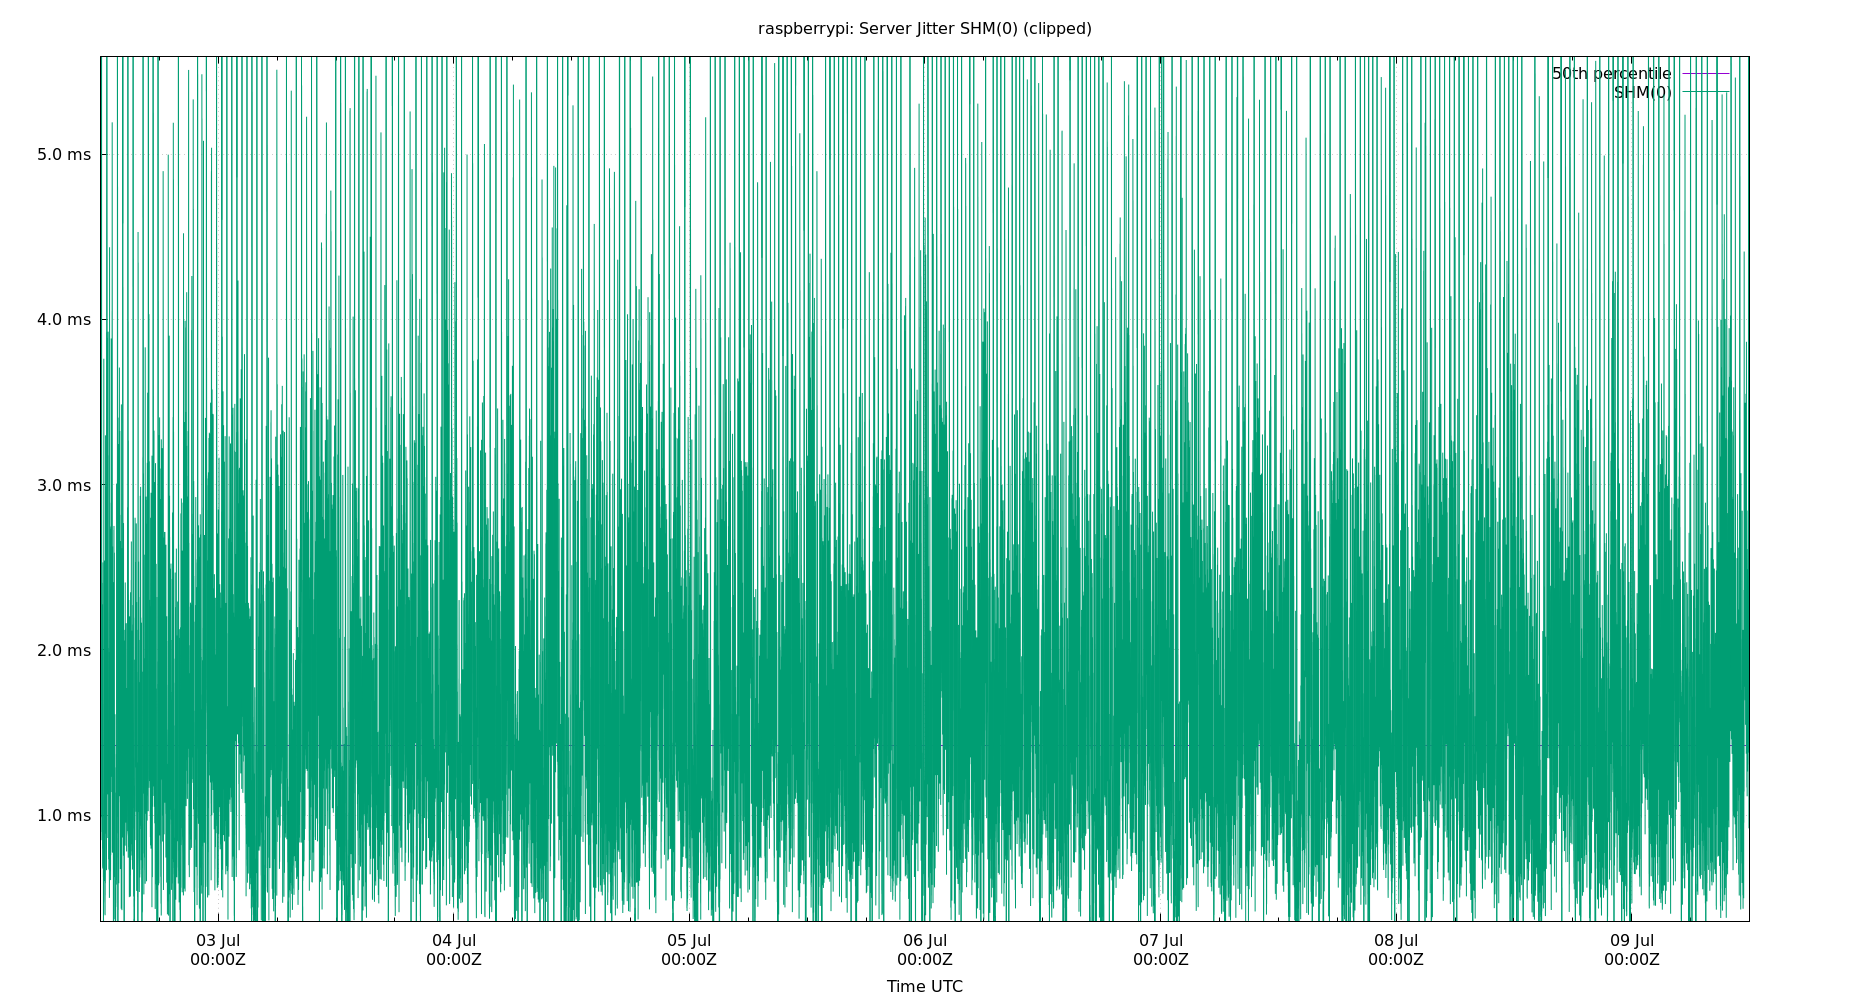 raspberrypi: Server Jitter SHM(0) (clipped)
50th percentile
SHM(0)
5.0 ms
4.0 ms
3.0 ms
2.0 ms
1.0 ms
03 Jul 04 Jul 05 Jul 06 Jul 07 Jul 08 Jul 09 Jul
00:00Z 00:00Z 00:00Z 00:00Z 00:00Z 00:00Z 00:00Z
Time UTC